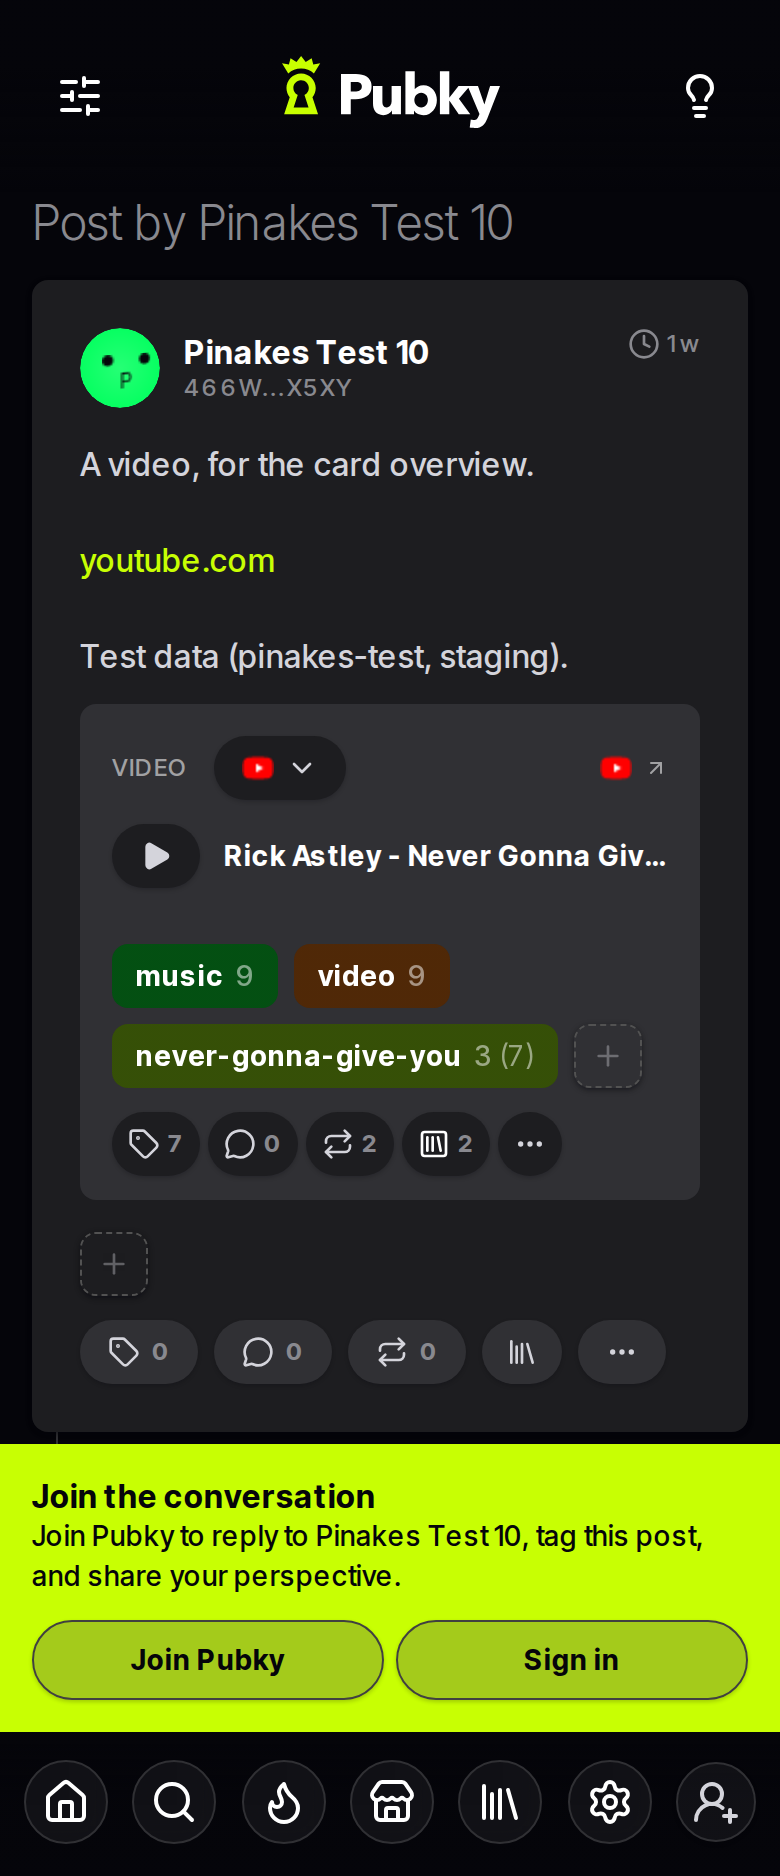 Pubky
Post by Pinakes Test 10
Pinakes Test 10
466W...X5XY
1w
A video, for the card overview.
youtube.com
Test data (pinakes-test, staging).
VIDEO
Rick Astley - Never Gonna Giv...
music 9 video 9
never-gonna-give-you 3 (7) +
7 0 2 2
+
0 0 0
Join the conversation
Join Pubky to reply to Pinakes Test 10, tag this post,
and share your perspective.
Join Pubky Sign in